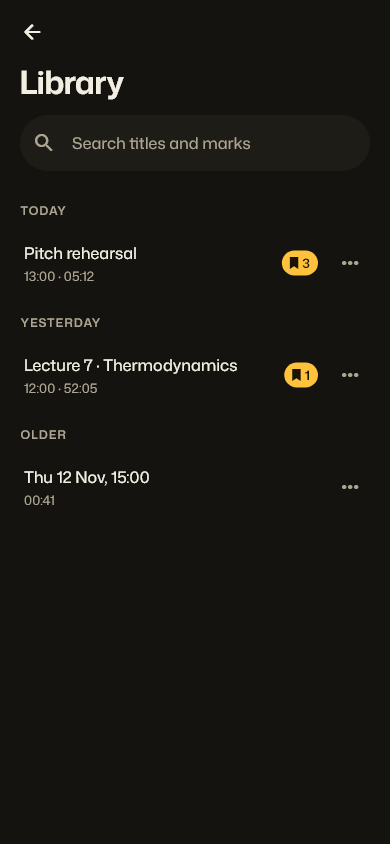 Library
Search titles and marks
TODAY
Pitch rehearsal
3
13:00 · 05:12
YESTERDAY
Lecture 7 · Thermodynamics
1
12:00 · 52:05
OLDER
Thu 12 Nov, 15:00
00:41